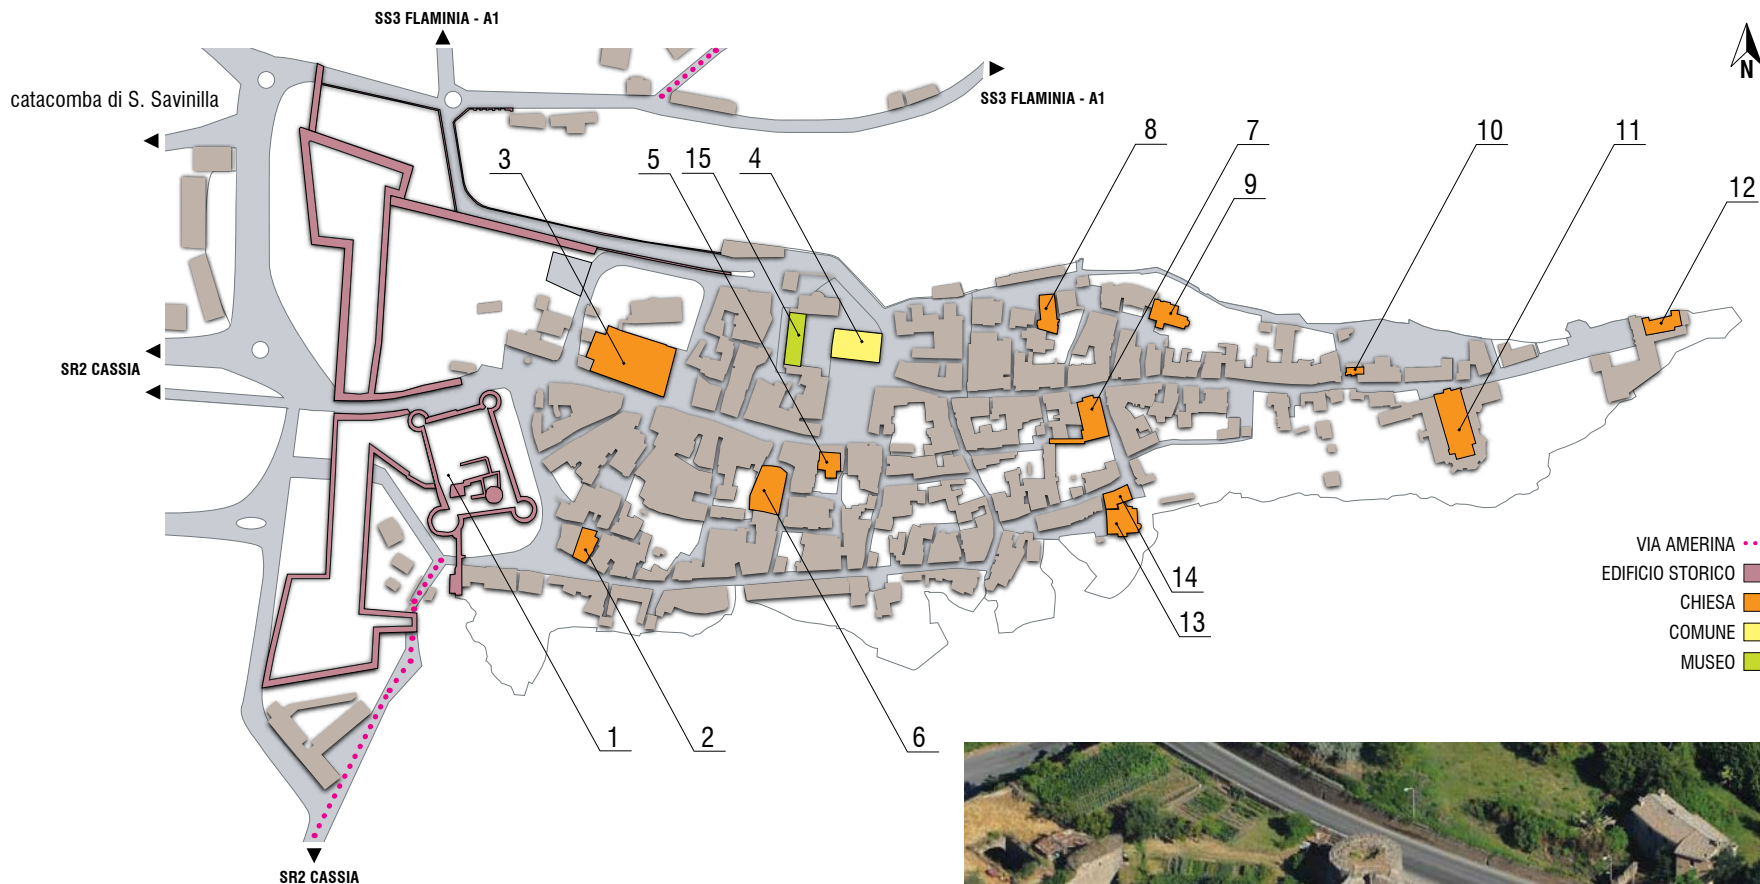 SS3 FLAMINIA - A1
N
catacomba di S. Savinilla
SS3 FLAMINIA - A1
8
7
10
11
3
5
15
4
9
12
SR2 CASSIA
VIA AMERINA
EDIFICIO STORICO
14
CHIESA
13
COMUNE
MUSEO
1
2
6
SR2 CASSIA